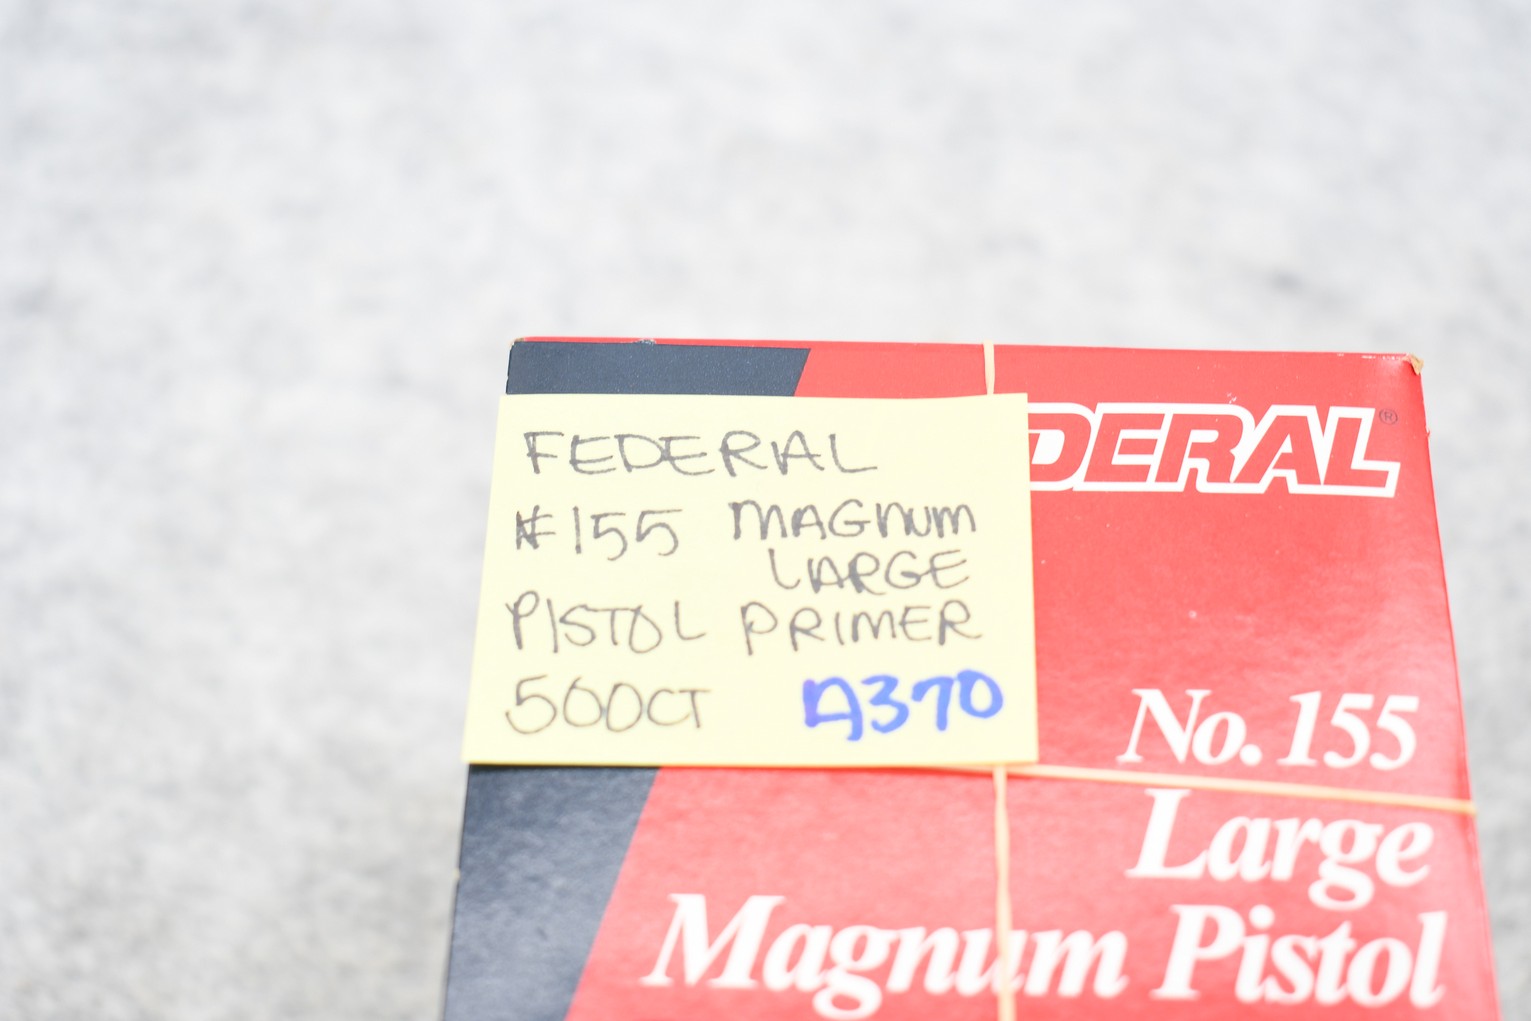 FEDERAL
#155 MAGNUM
LARGE
PISTOL PRIMER
500CT A370
DERAL®
No. 155
Large
Magnum Pistol